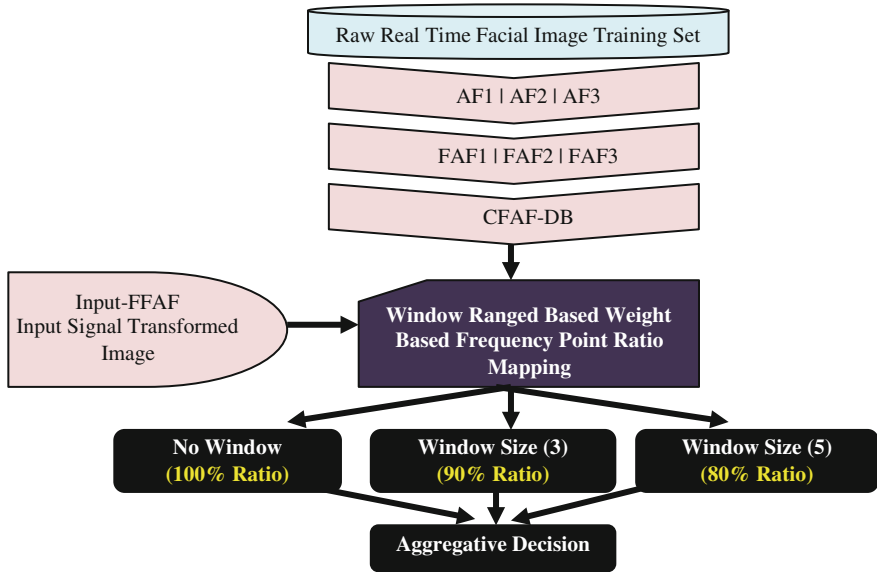 Raw Real Time Facial Image Training Set
AF1 | AF2 | AF3
FAF1 | FAF2 | FAF3
CFAF-DB
Input-FFAF
Input Signal Transformed
Image
Window Ranged Based Weight
Based Frequency Point Ratio
Mapping
No Window
(100% Ratio)
Window Size (3)
(90% Ratio)
Window Size (5)
(80% Ratio)
Aggregative Decision